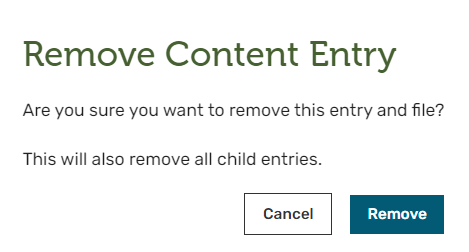 Remove Content Entry
Are you sure you want to remove this entry and file?
This will also remove all child entries.
Cancel Remove